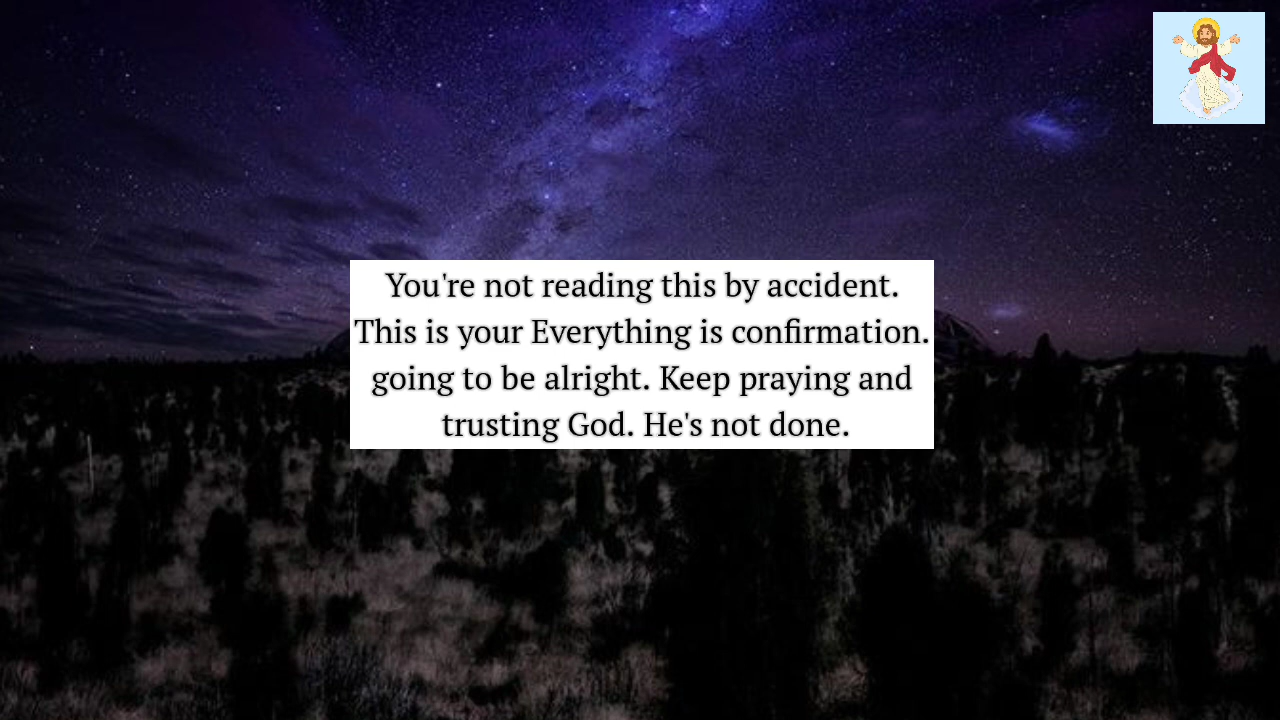 You're not reading this by accident.
This is your Everything is confirmation.
going to be alright. Keep praying and
trusting God. He's not done.